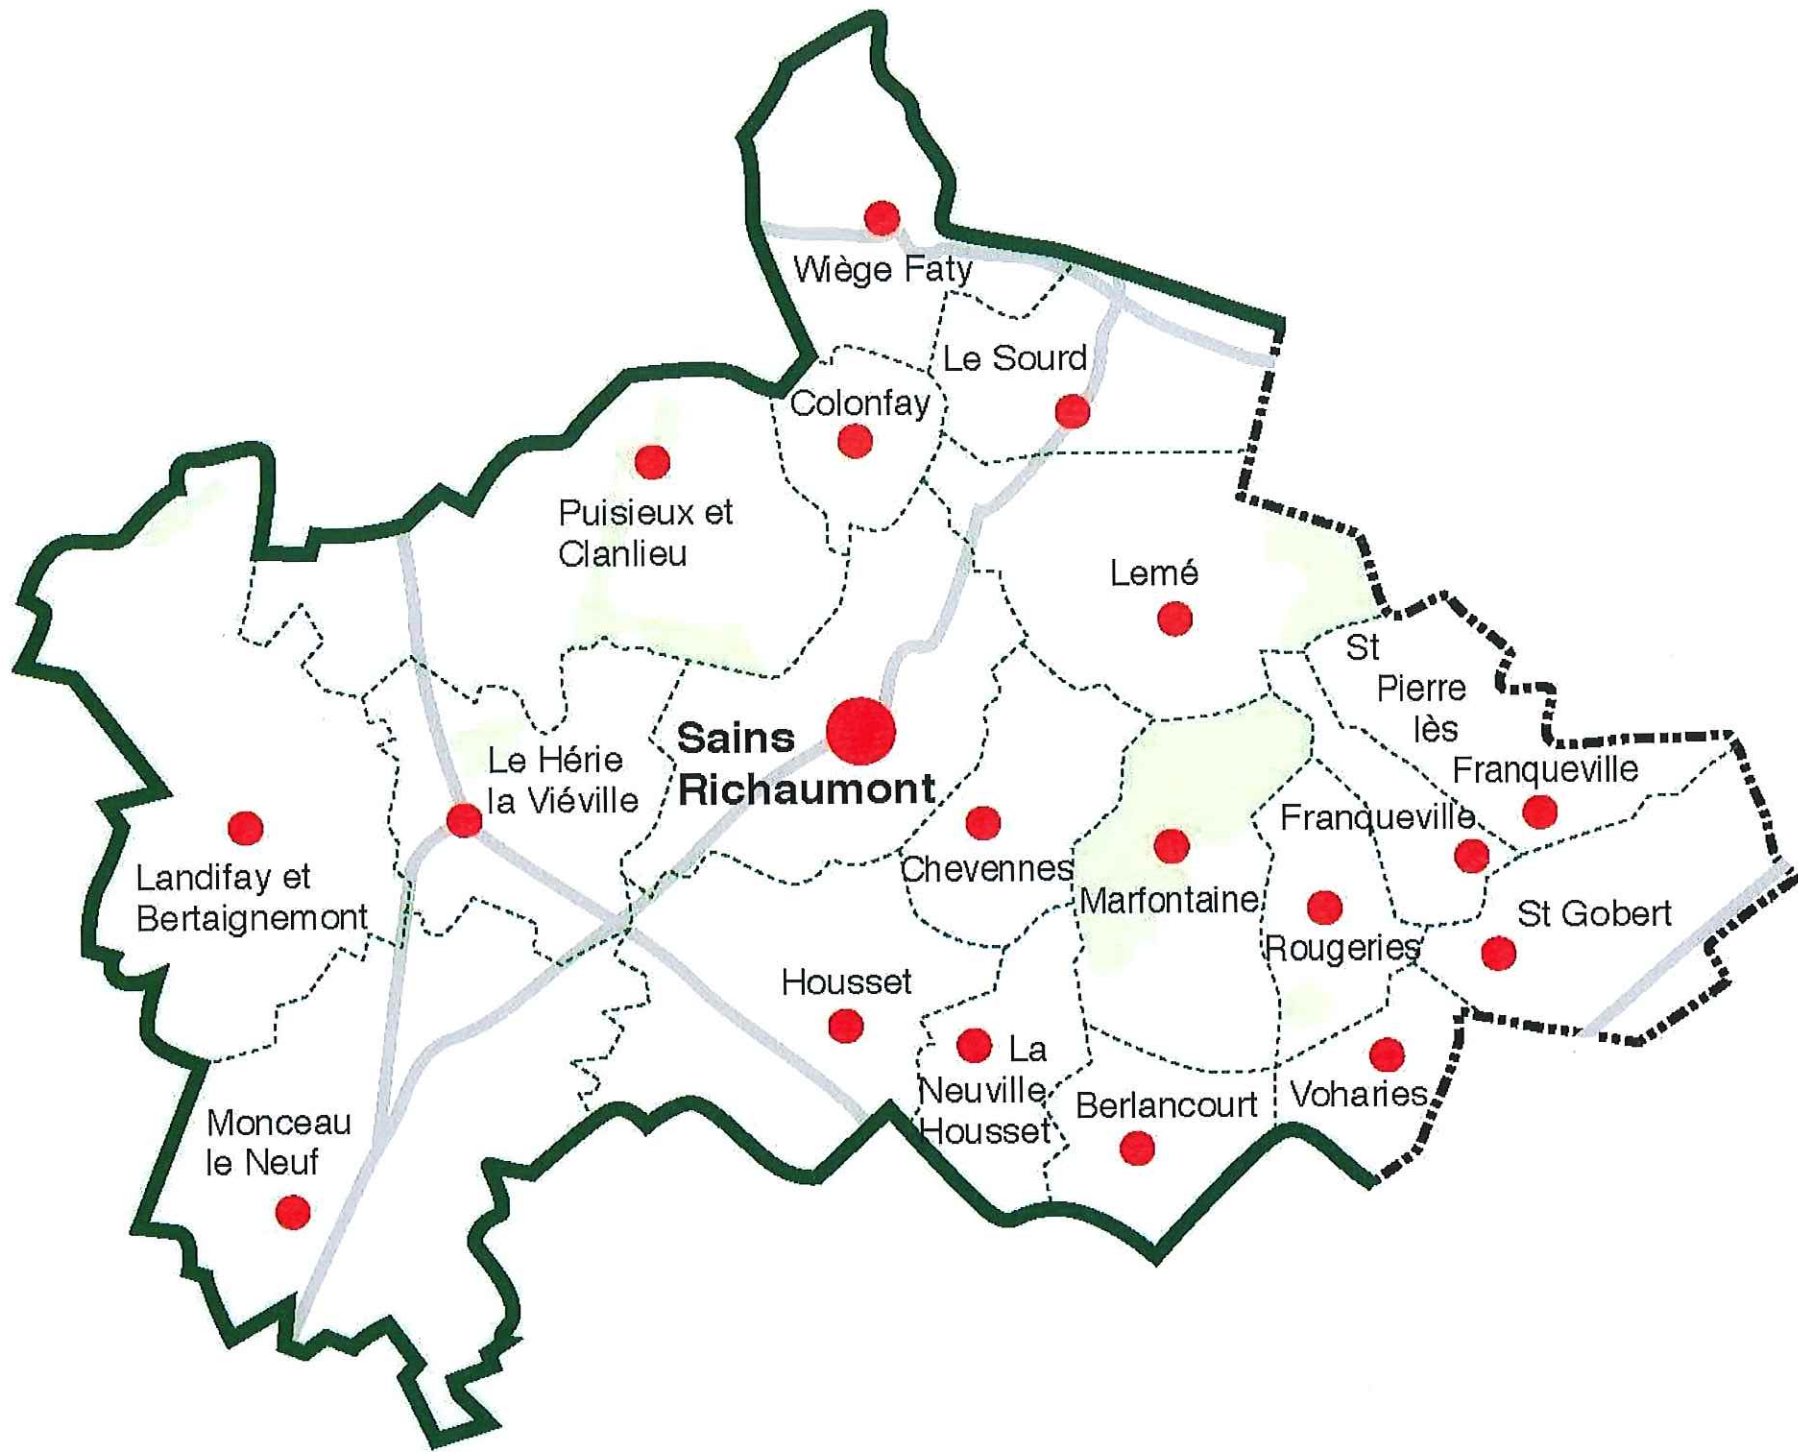 Wiège Faty
Le Sourd
Colonfay
Puisieux et
Clanlieu
Lemé
St
Pierre
lès
Franqueville
Sains
Richaumont
Le Hérie
la Viéville
Franqueville
Chevennes
Landifay et
Bertaignemont
Marfontaine
Rougeries
St Gobert
Housset
La
Neuville
Housset
Berlancourt
Voharies
Monceau
le Neuf